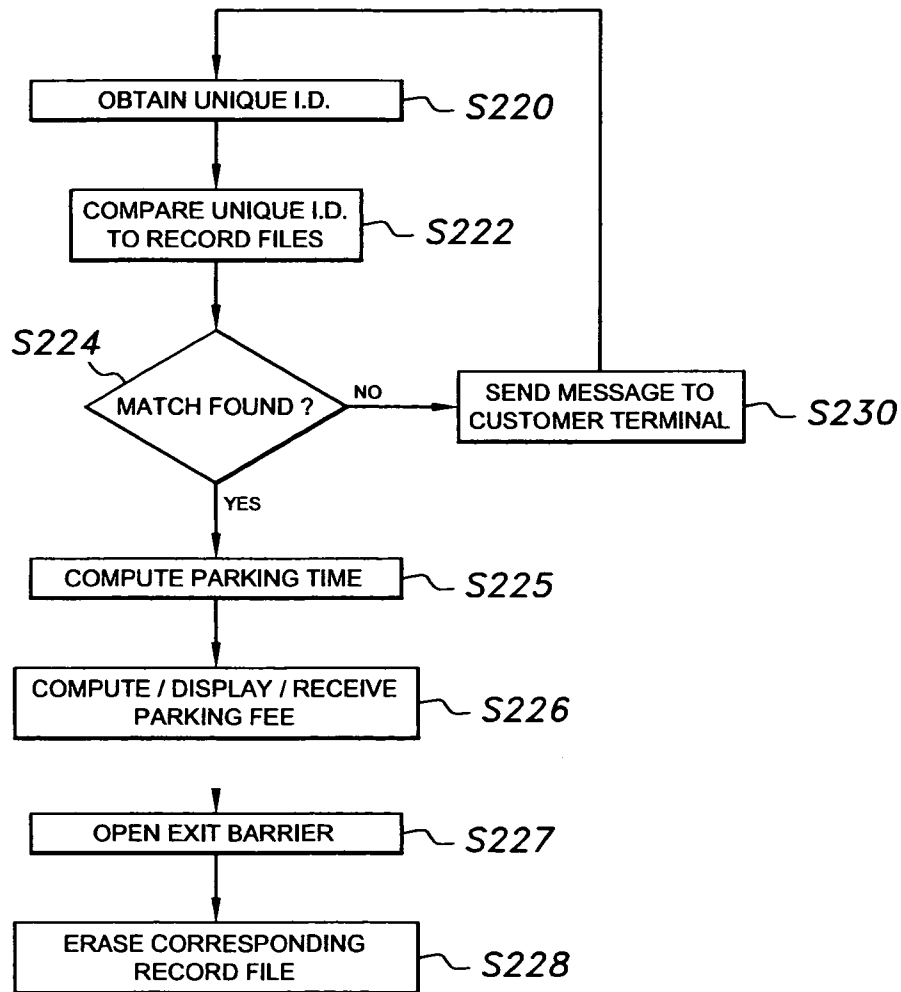 OBTAIN UNIQUE I.D.
S220
COMPARE UNIQUE I.D.
TO RECORD FILES
S222
S224
MATCH FOUND ?
NO
SEND MESSAGE TO
CUSTOMER TERMINAL
S230
YES
COMPUTE PARKING TIME
S225
COMPUTE / DISPLAY / RECEIVE
PARKING FEE
S226
OPEN EXIT BARRIER
S227
ERASE CORRESPONDING
RECORD FILE
S228